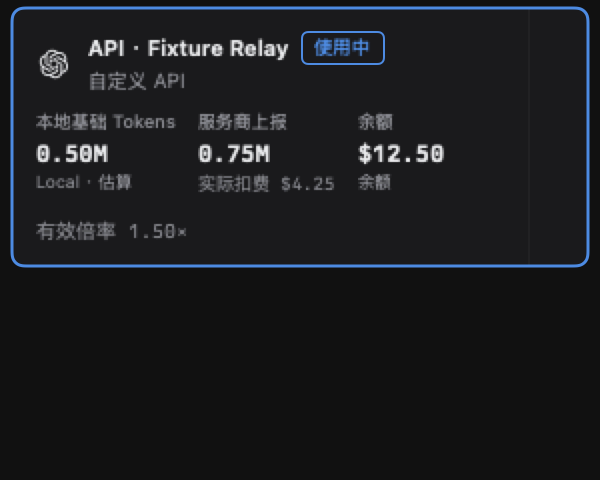 API · Fixture Relay 使用中
自定义 API
本地基础 Tokens 服务商上报 余额
0.50M 0.75M $12.50
Local · 估算 实际扣费 $4.25 余额
有效倍率 1.50×